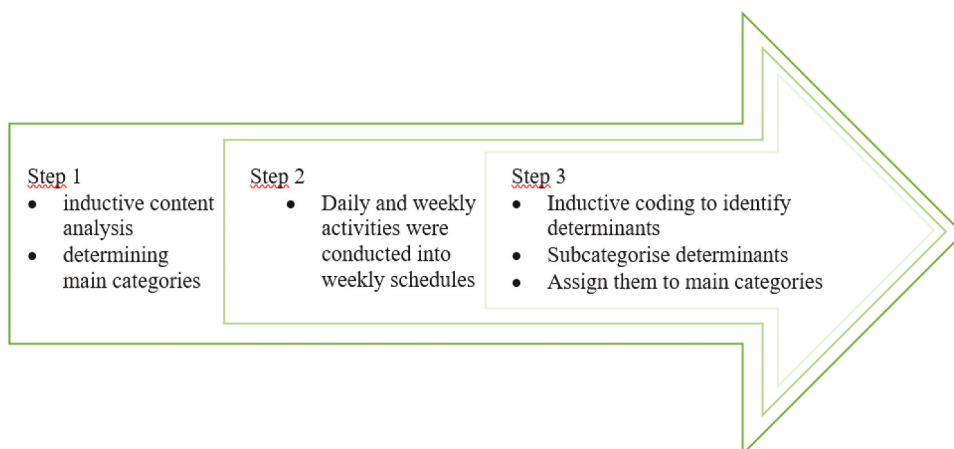 Step 1
• inductive content
analysis
• determining
main categories
Step 2
• Daily and weekly
activities were
conducted into
weekly schedules
Step 3
• Inductive coding to identify
determinants
• Subcategorise determinants
• Assign them to main categories